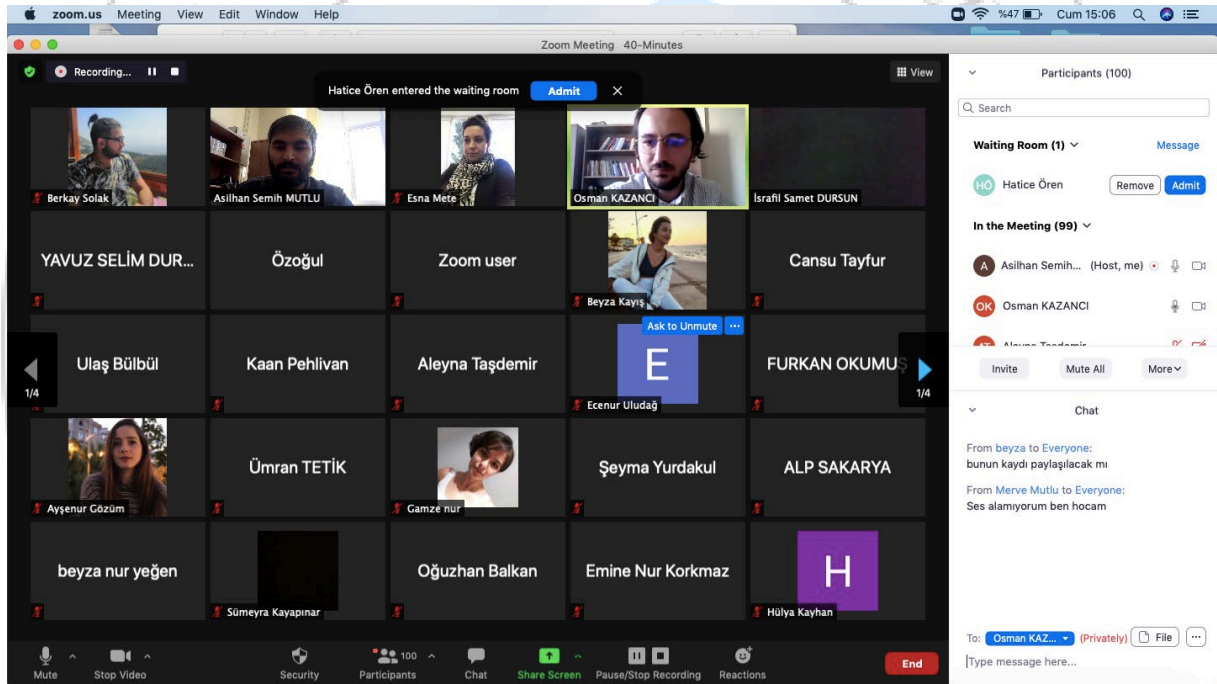 zoom.us Meeting View Edit Window Help
%47 Cum 15:06
Zoom Meeting 40-Minutes
Recording...
View
Hatice Ören entered the waiting room Admit
Berkay Solak
Asilhan Semih MUTLU
Esna Mete
Osman KAZANCI
İsrafil Samet DURSUN
YAVUZ SELİM DUR...
Özoğul
Zoom user
Beyza Kayış
Cansu Tayfur
Ask to Unmute ...
Ulaş Bülbül
Kaan Pehlivan
Aleyna Taşdemir
E
Ecenur Uludağ
FURKAN OKUMUŞ
1/4
1/4
Ayşenur Gözüm
Ümran TETİK
Gamze nur
Şeyma Yurdakul
ALP SAKARYA
beyza nur yeğen
Sümeyra Kayapınar
Oğuzhan Balkan
Emine Nur Korkmaz
H
Hülya Kayhan
Mute
Stop Video
Security
Participants 100
Chat
Share Screen
Pause/Stop Recording
Reactions
End
Participants (100)
Search
Waiting Room (1) Message
HÖ Hatice Ören Remove Admit
In the Meeting (99)
A Asilhan Semih... (Host, me)
OK Osman KAZANCI
Invite Mute All More
Chat
From beyza to Everyone:
bunun kaydı paylaşılacak mı
From Merve Mutlu to Everyone:
Ses alamıyorum ben hocam
To: Osman KAZ... (Privately) File ...
Type message here...